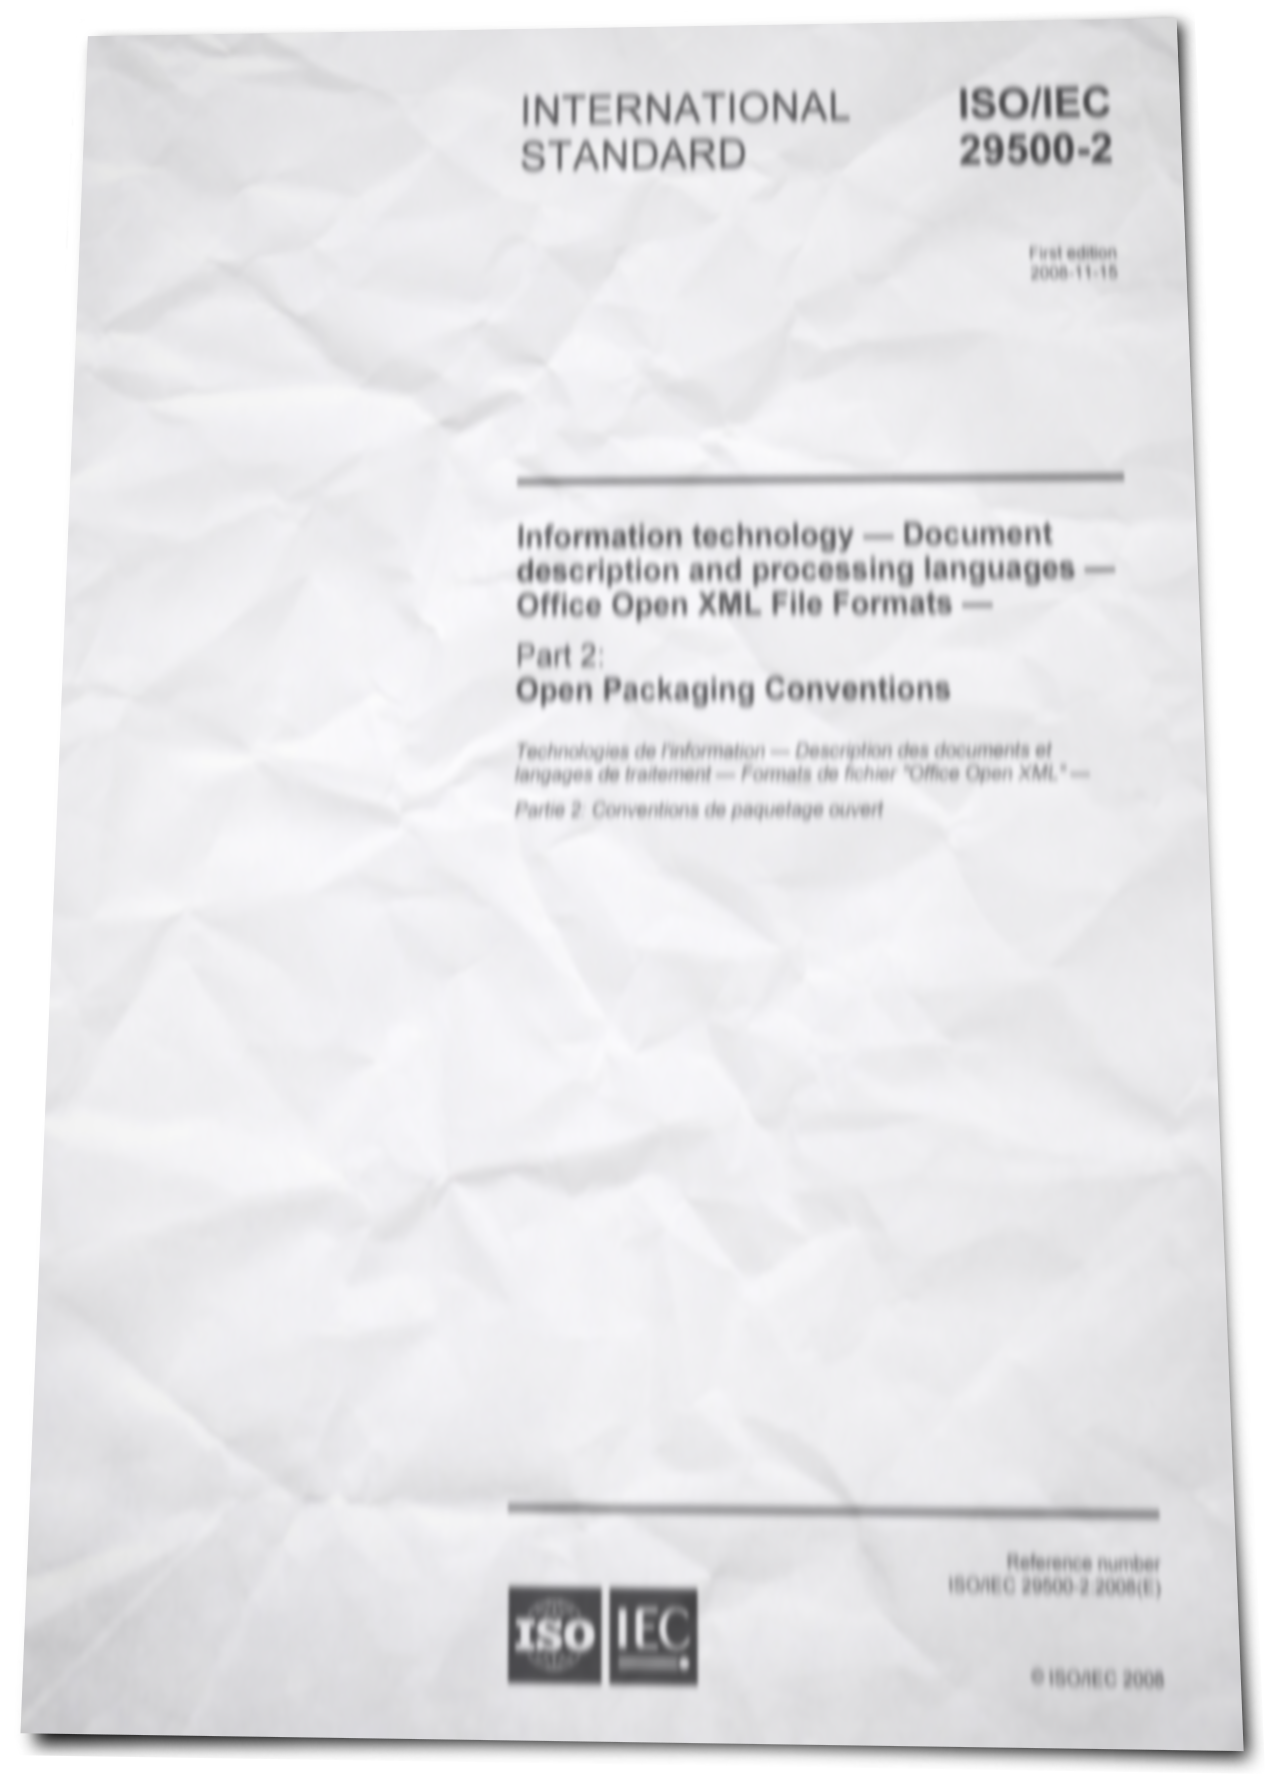 INTERNATIONAL
STANDARD
ISO/IEC
29500-2
First edition
2008-11-15
Information technology — Document
description and processing languages —
Office Open XML File Formats —
Part 2:
Open Packaging Conventions
Technologies de l'information — Description des documents et
langages de traitement — Formats de fichier "Office Open XML" —
Partie 2: Conventions de paquetage ouvert
Reference number
ISO/IEC 29500-2:2008(E)
ISO IEC
© ISO/IEC 2008